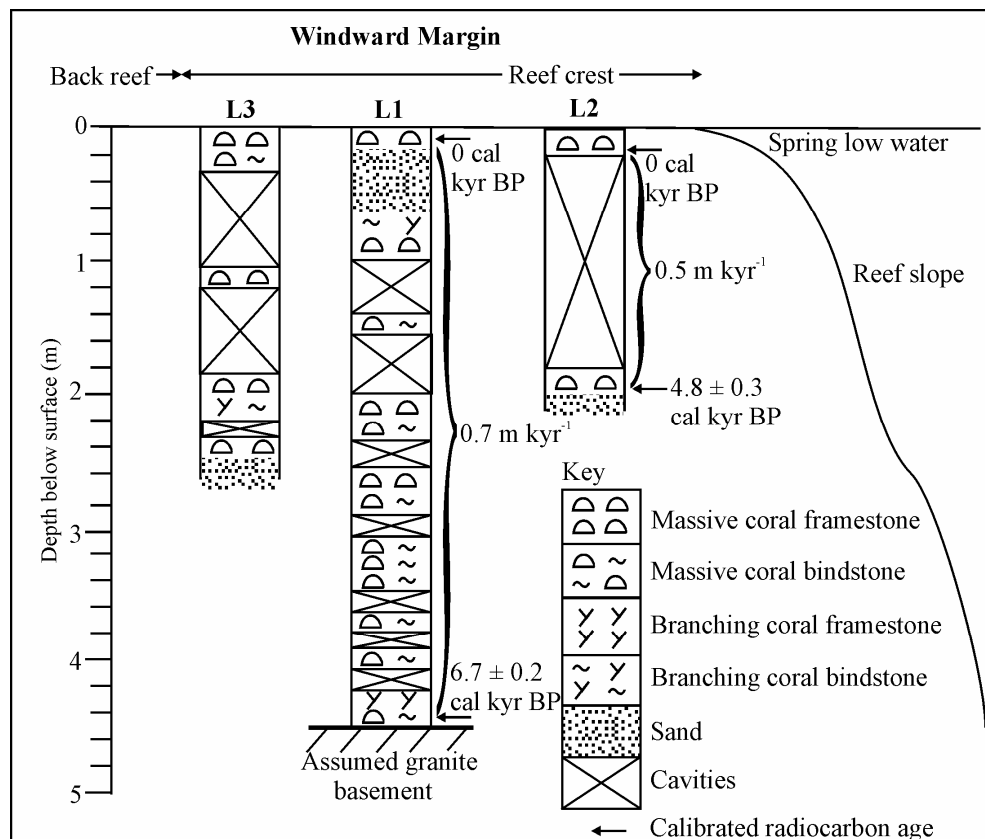 Windward Margin
Back reef
Reef crest
L3
L1
L2
0
1
2
3
4
5
Depth below surface (m)
0 cal
kyr BP
0.7 m kyr-1
6.7 ± 0.2
cal kyr BP
Assumed granite
basement
0 cal
kyr BP
0.5 m kyr-1
4.8 ± 0.3
cal kyr BP
Spring low water
Reef slope
Key
Massive coral framestone
Massive coral bindstone
Branching coral framestone
Branching coral bindstone
Sand
Cavities
Calibrated radiocarbon age